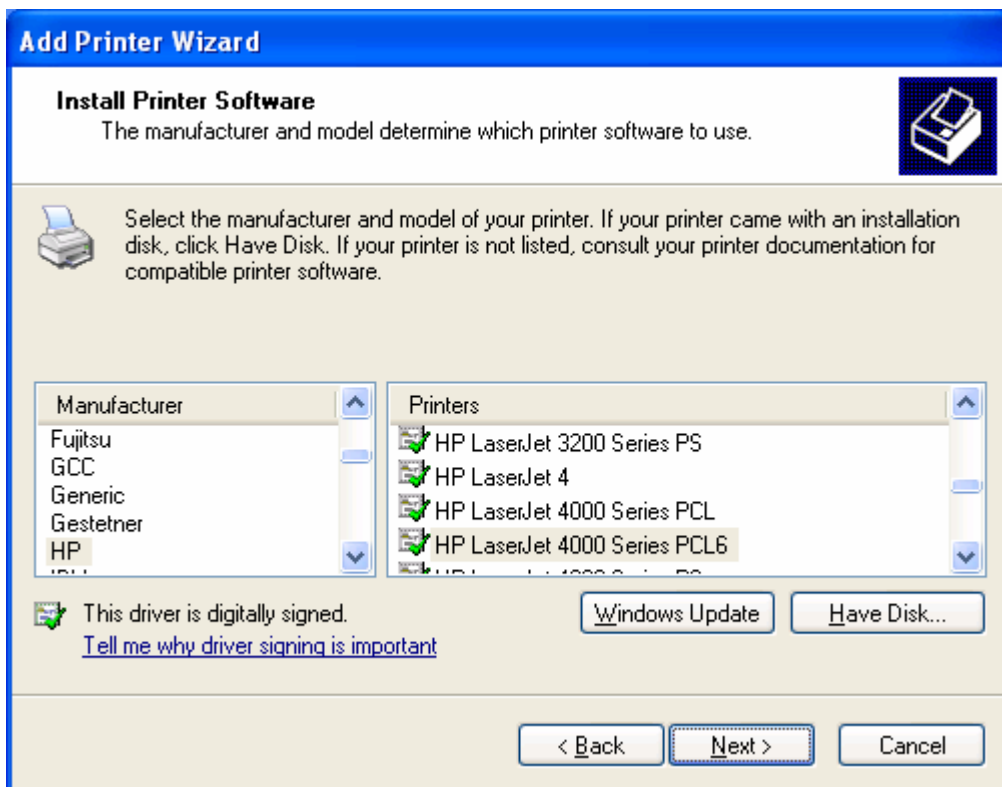 Add Printer Wizard
Install Printer Software
The manufacturer and model determine which printer software to use.
Select the manufacturer and model of your printer. If your printer came with an installation
disk, click Have Disk. If your printer is not listed, consult your printer documentation for
compatible printer software.
Manufacturer
Fujitsu
GCC
Generic
Gestetner
HP
Printers
HP LaserJet 3200 Series PS
HP LaserJet 4
HP LaserJet 4000 Series PCL
HP LaserJet 4000 Series PCL6
This driver is digitally signed.
Tell me why driver signing is important
Windows Update
Have Disk...
< Back
Next >
Cancel